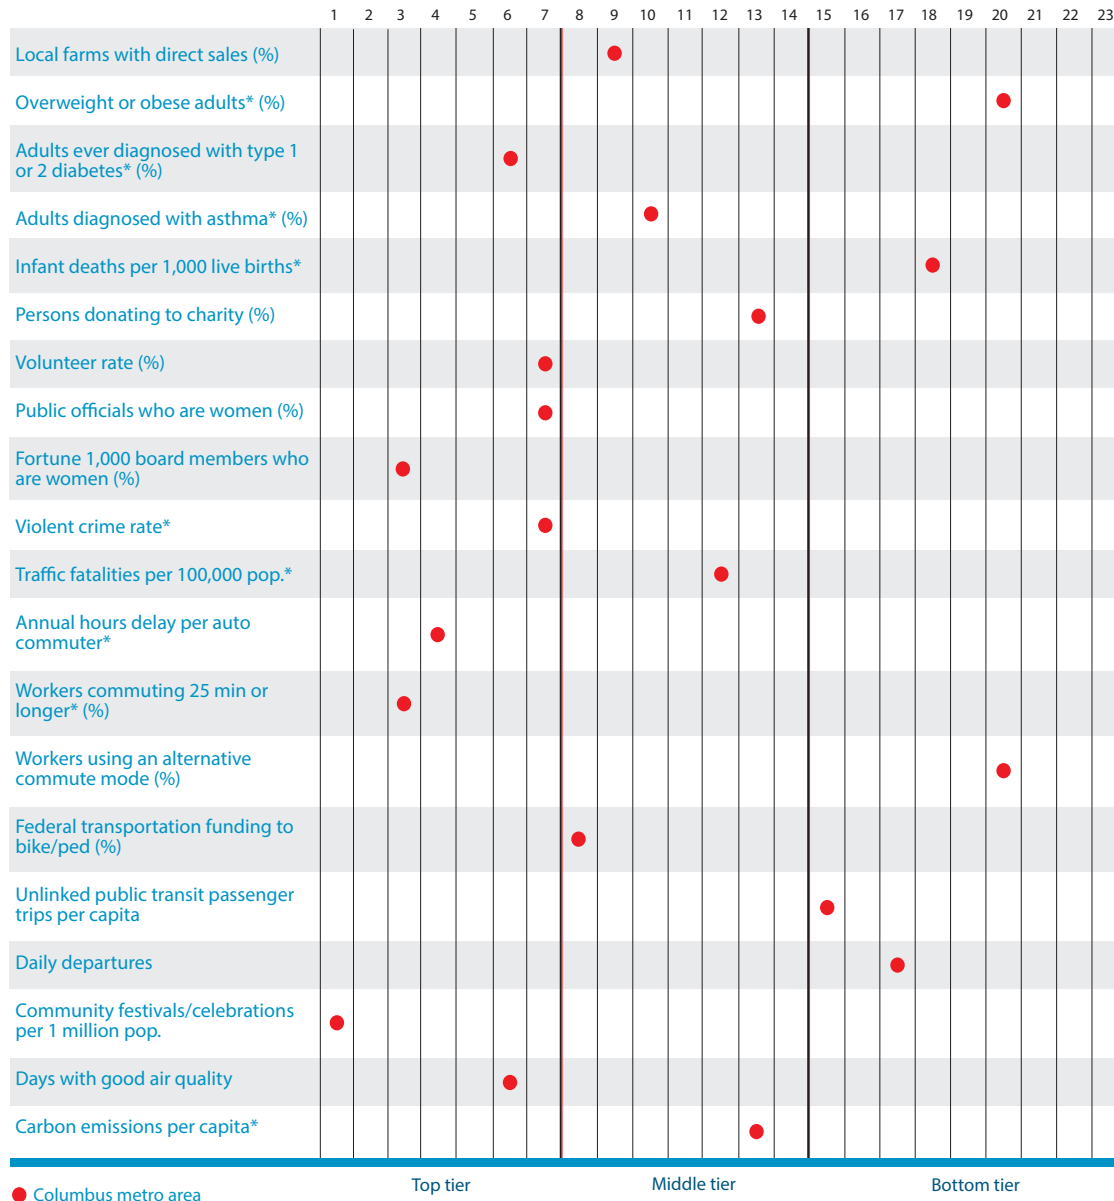 1 2 3 4 5 6 7 8 9 10 11 12 13 14 15 16 17 18 19 20 21 22 23
Local farms with direct sales (%)
Overweight or obese adults* (%)
Adults ever diagnosed with type 1
or 2 diabetes* (%)
Adults diagnosed with asthma* (%)
Infant deaths per 1,000 live births*
Persons donating to charity (%)
Volunteer rate (%)
Public officials who are women (%)
Fortune 1,000 board members who
are women (%)
Violent crime rate*
Traffic fatalities per 100,000 pop.*
Annual hours delay per auto
commuter*
Workers commuting 25 min or
longer* (%)
Workers using an alternative
commute mode (%)
Federal transportation funding to
bike/ped (%)
Unlinked public transit passenger
trips per capita
Daily departures
Community festivals/celebrations
per 1 million pop.
Days with good air quality
Carbon emissions per capita*
Top tier Middle tier Bottom tier
Columbus metro area